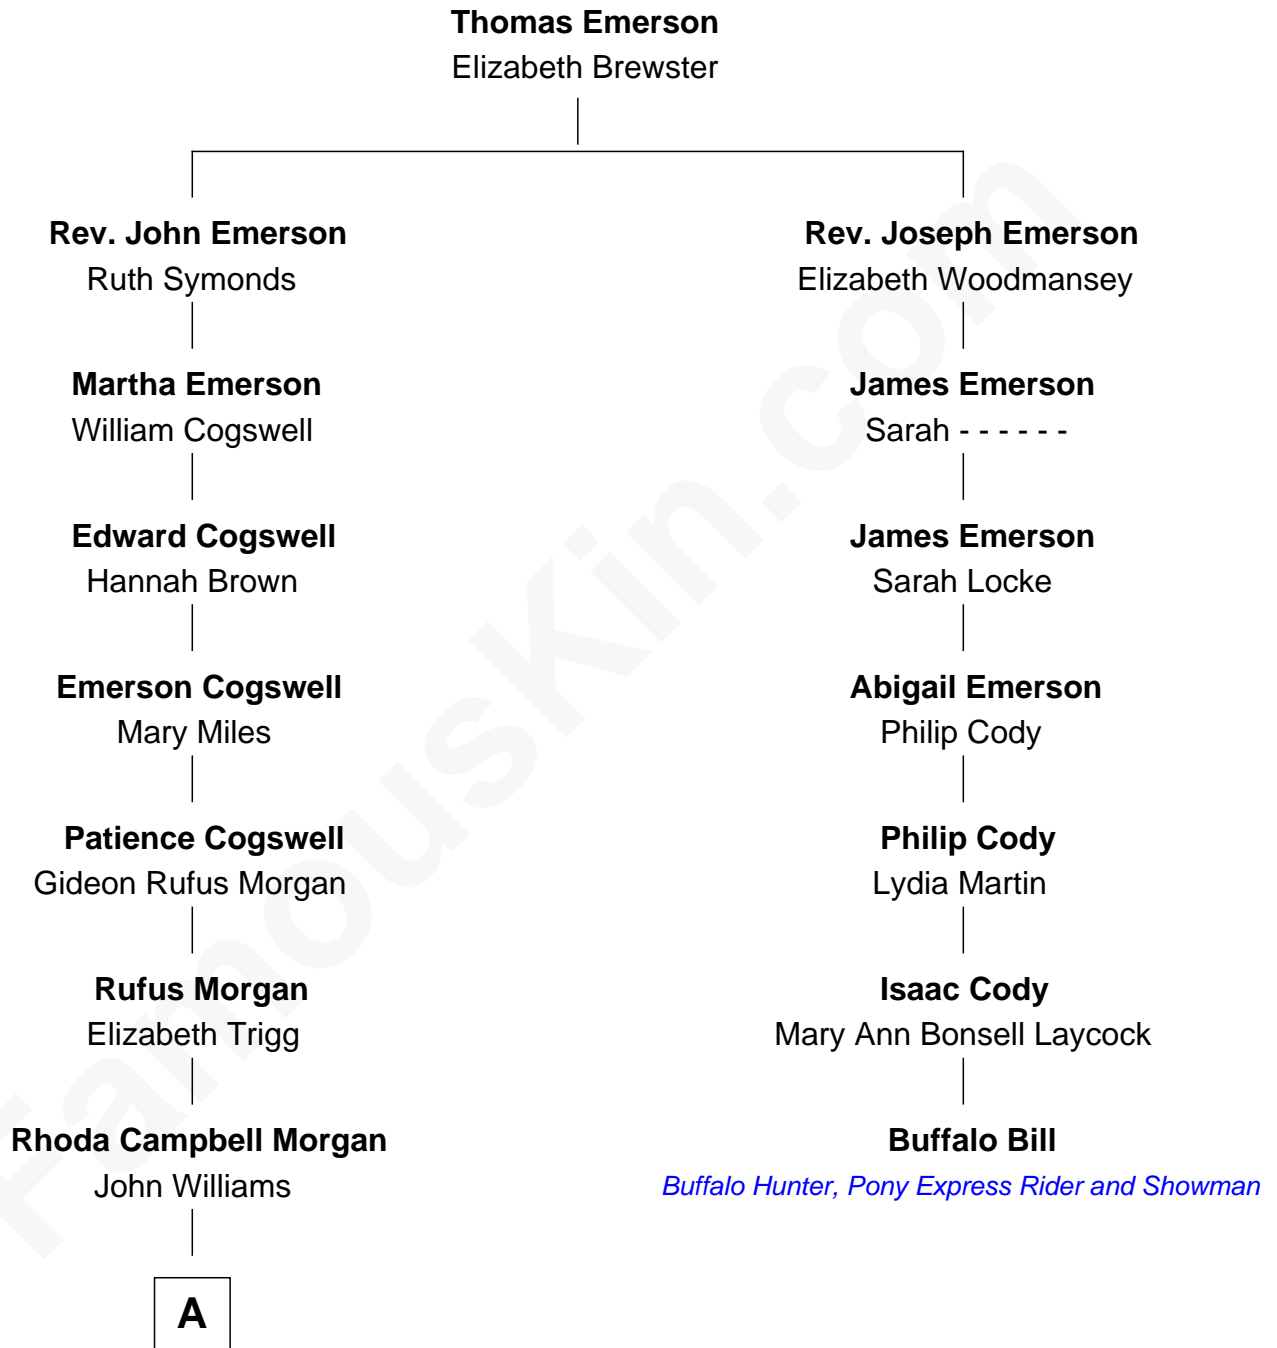 Thomas Emerson
Elizabeth Brewster
Rev. John Emerson
Ruth Symonds
Martha Emerson
William Cogswell
Edward Cogswell
Hannah Brown
Emerson Cogswell
Mary Miles
Patience Cogswell
Gideon Rufus Morgan
Rufus Morgan
Elizabeth Trigg
Rhoda Campbell Morgan
John Williams
A
Rev. Joseph Emerson
Elizabeth Woodmansey
James Emerson
Sarah - - - - - -
James Emerson
Sarah Locke
Abigail Emerson
Philip Cody
Philip Cody
Lydia Martin
Isaac Cody
Mary Ann Bonsell Laycock
Buffalo Bill
Buffalo Hunter, Pony Express Rider and Showman
FamousKin.com